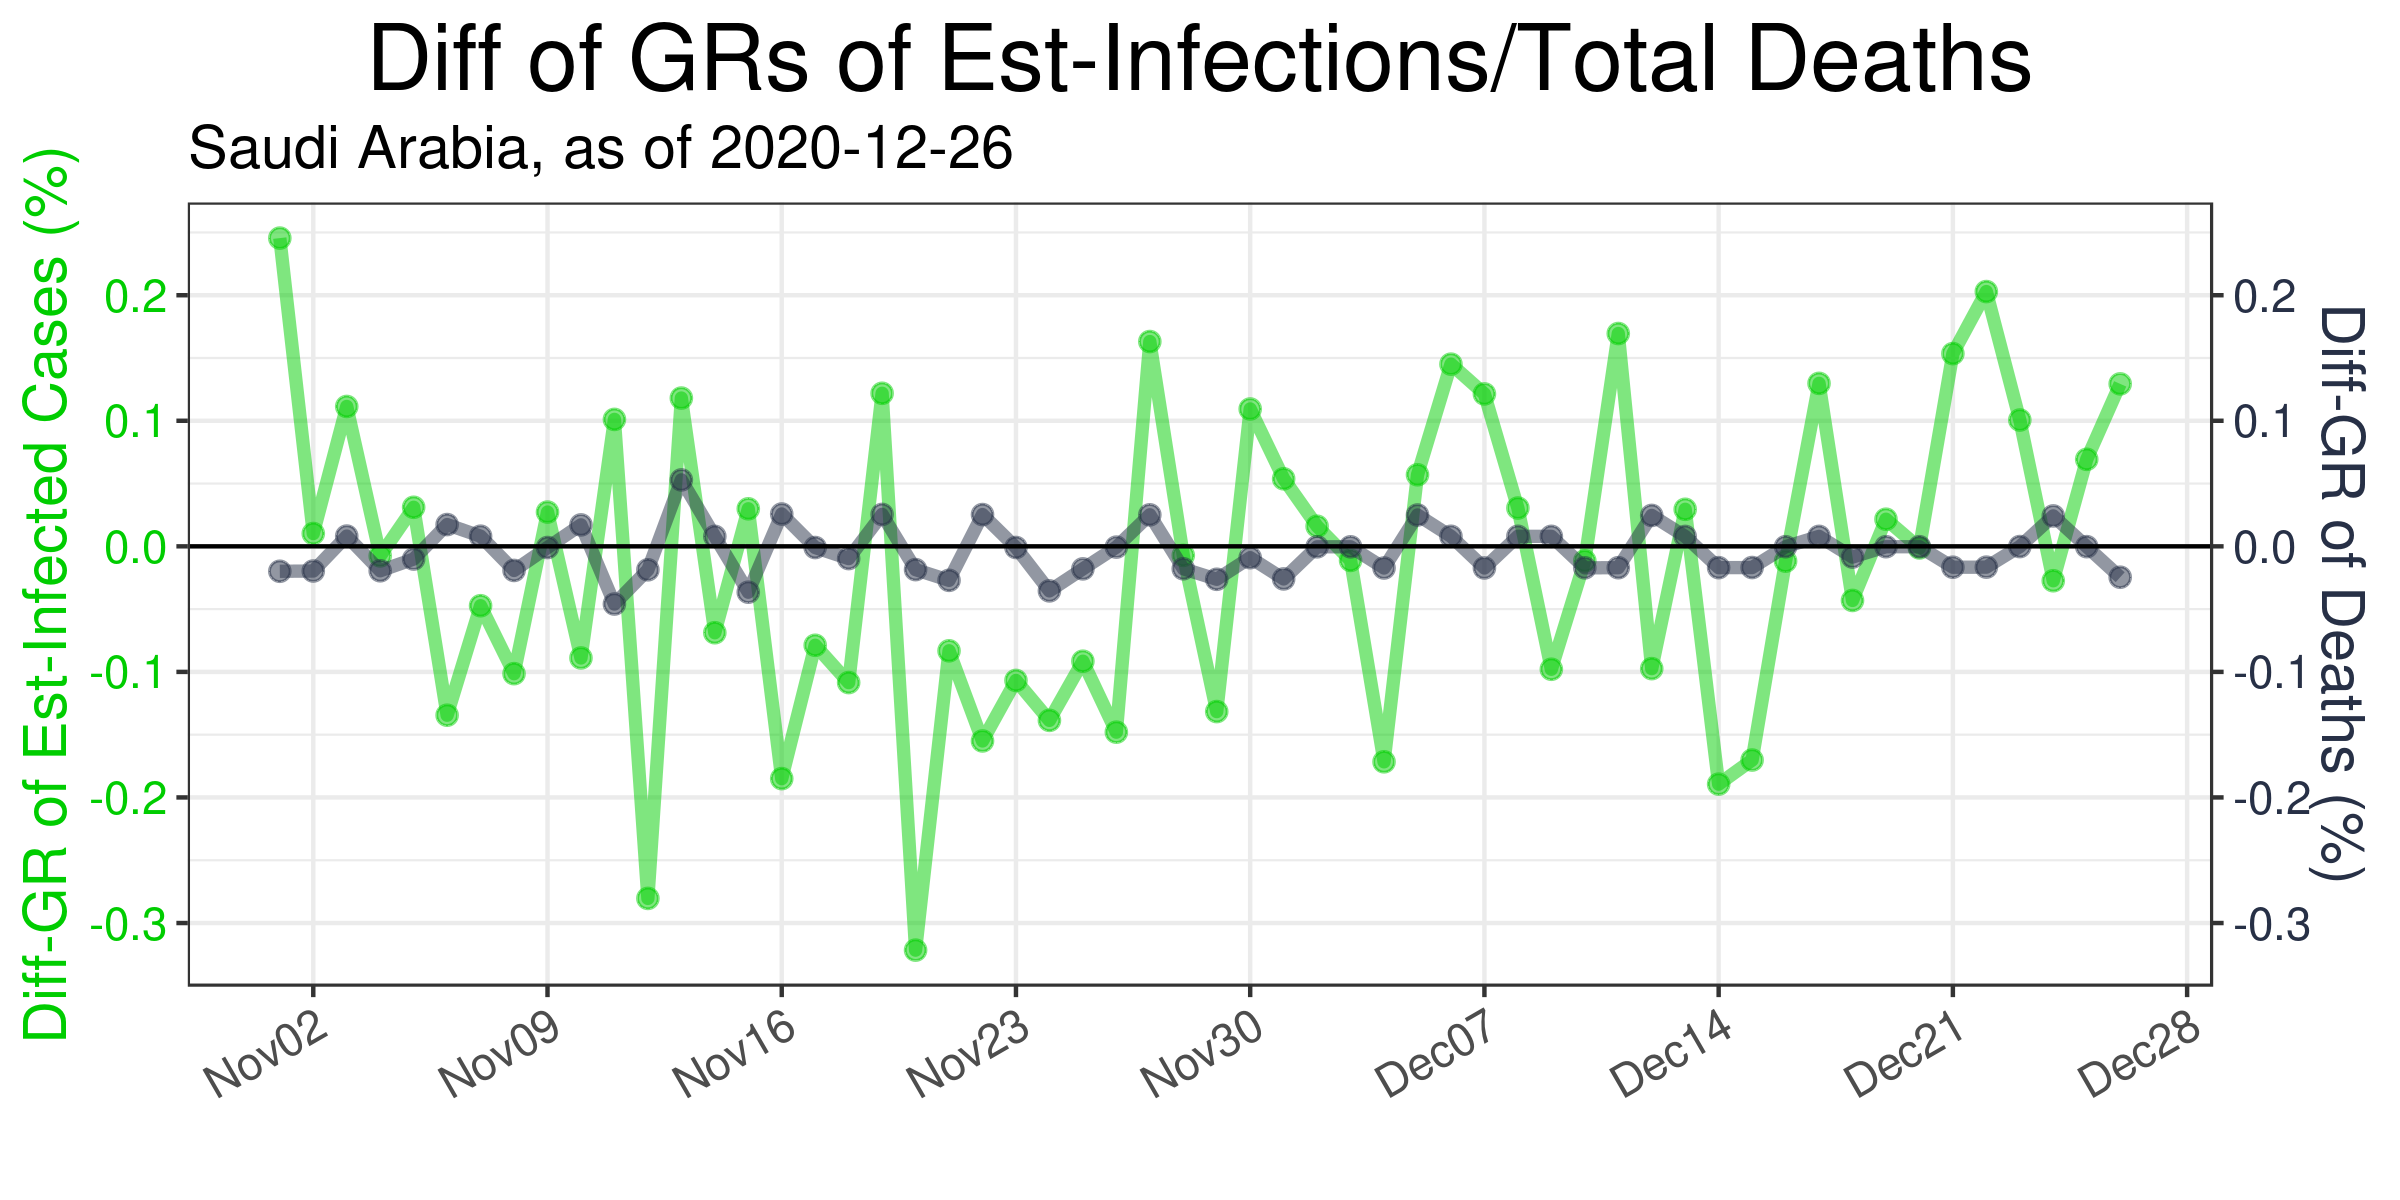 Diff of GRs of Est-Infections/Total Deaths
Saudi Arabia, as of 2020-12-26
Diff-GR of Est-Infected Cases (%)
0.2
0.1
0.0
-0.1
-0.2
-0.3
0.2
0.1
0.0
-0.1
-0.2
-0.3
Diff-GR of Deaths (%)
Nov02
Nov09
Nov16
Nov23
Nov30
Dec07
Dec14
Dec21
Dec28